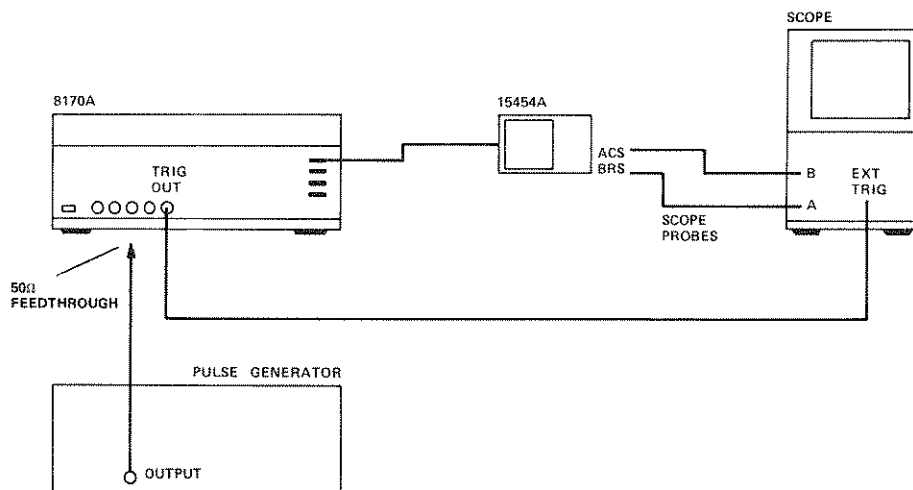 SCOPE
8170A
15454A
TRIG
OUT
ACS
BRS
B
A
EXT
TRIG
SCOPE
PROBES
50Ω
FEEDTHROUGH
PULSE GENERATOR
OUTPUT